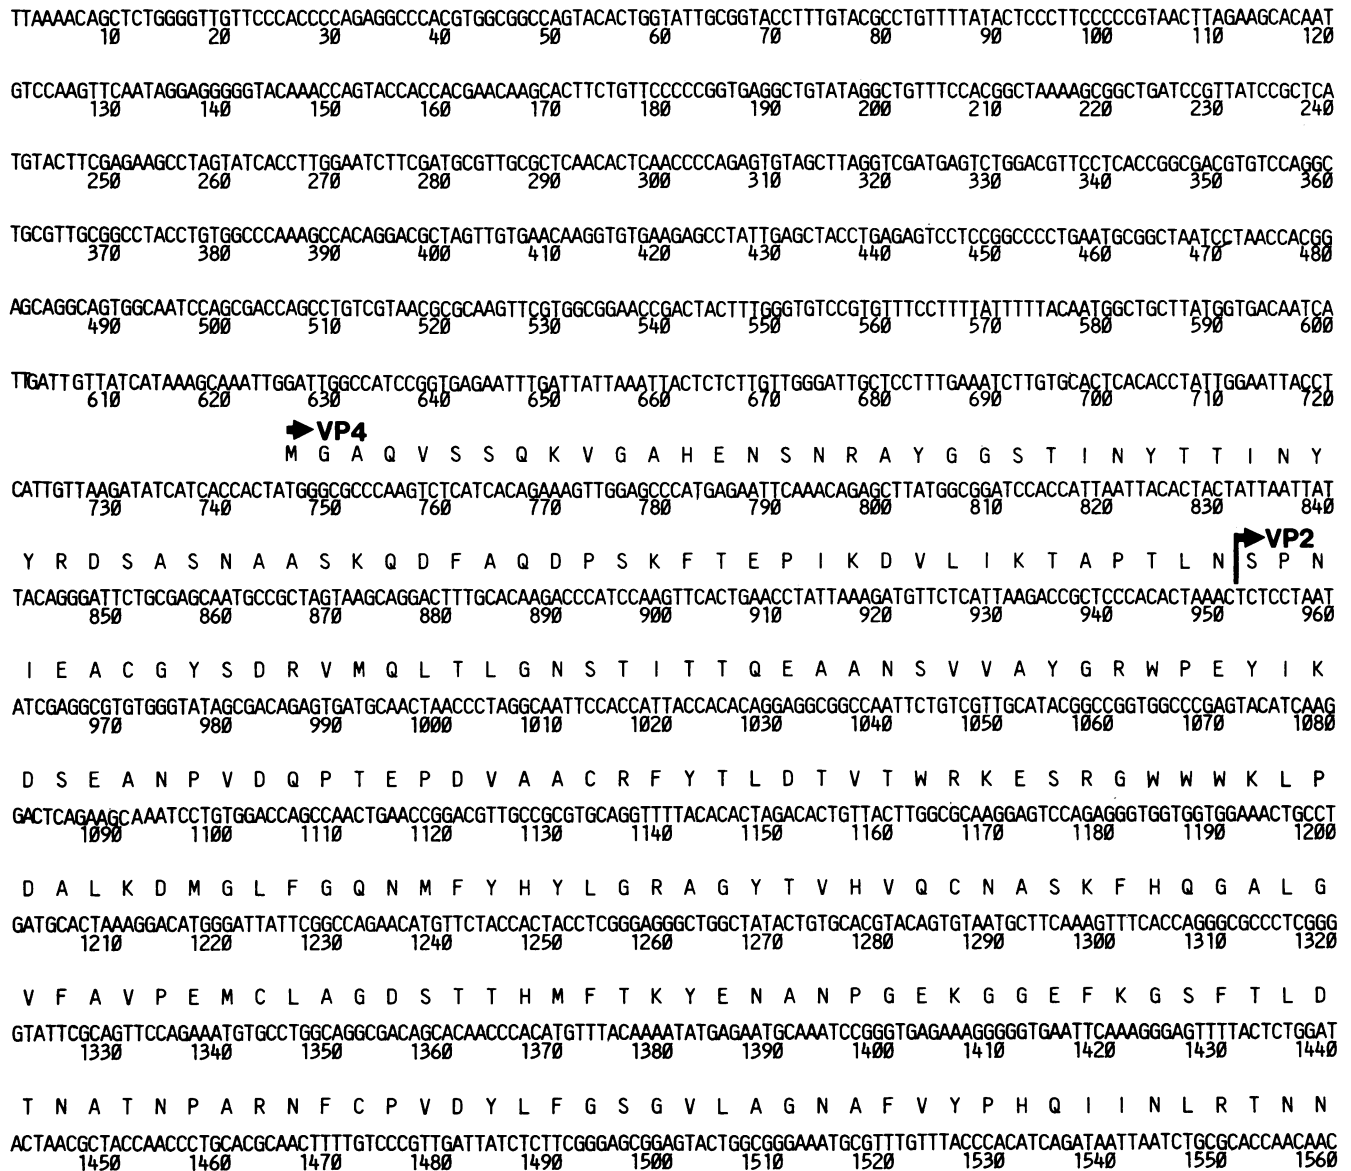 TTAAAACAGCTCTGGGGTTGTTCCCACCCCAGAGGCCCACGTGGCGGCCAGTACACTGGTATTGCGGTACCTTTGTACGCCTGTTTTATACTCCCTTCCCCCGTAACTTAGAAGCACAAT
10 20 30 40 50 60 70 80 90 100 110 120
GTCCAAGTTCAATAGGAGGGGGTACAAACCAGTACCACCACGAACAAGCACTTCTGTTCCCCCGGTGAGGCTGTATAGGCTGTTTCCACGGCTAAAAGCGGCTGATCCGTTATCCGCTCA
130 140 150 160 170 180 190 200 210 220 230 240
TGTACTTCGAGAAGCCTAGTATCACCTTGGAATCTTCGATGCGTTGCGCTCAACACTCAACCCCAGAGTGTAGCTTAGGTCGATGAGTCTGGACGTTCCTCACCGGCGACGTGTCCAGGC
250 260 270 280 290 300 310 320 330 340 350 360
TGCGTTGCGGCCTACCTGTGGCCCAAAGCCACAGGACGCTAGTTGTGAACAAGGTGTGAAGAGCCTATTGAGCTACCTGAGAGTCCTCCGGCCCCTGAATGCGGCTAATCCTAACCACGG
370 380 390 400 410 420 430 440 450 460 470 480
AGCAGGCAGTGGCAATCCAGCGACCAGCCTGTCGTAACGCGCAAGTTCGTGGCGGAACCGACTACTTTGGGTGTCCGTGTTTCCTTTTATTTTTACAATGGCTGCTTATGGTGACAATCA
490 500 510 520 530 540 550 560 570 580 590 600
TTGATTGTTATCATAAAGCAAATTGGATTGGCCATCCGGTGAGAATTTGATTATTAAATTACTCTCTTGTTGGGATTGCTCCTTTGAAATCTTGTGCACTCACACCTATTGGAATTACCT
610 620 630 640 650 660 670 680 690 700 710 720
VP4
M G A Q V S S Q K V G A H E N S N R A Y G G S T I N Y T T I N Y
CATTGTTAAGATATCATCACCACTATGGGCGCCCAAGTCTCATCACAGAAAGTTGGAGCCCATGAGAATTCAAACAGAGCTTATGGCGGATCCACCATTAATTACACTACTATTAATTAT
730 740 750 760 770 780 790 800 810 820 830 840
VP2
Y R D S A S N A A S K Q D F A Q D P S K F T E P I K D V L I K T A P T L N S P N
TACAGGGATTCTGCGAGCAATGCCGCTAGTAAGCAGGACTTTGCACAAGACCCATCCAAGTTCACTGAACCTATTAAAGATGTTCTCATTAAGACCGCTCCCACACTAAACTCTCCTAAT
850 860 870 880 890 900 910 920 930 940 950 960
I E A C G Y S D R V M Q L T L G N S T I T T Q E A A N S V V A Y G R W P E Y I K
ATCGAGGCGTGTGGGTATAGCGACAGAGTGATGCAACTAACCCTAGGCAATTCCACCATTACCACACAGGAGGCGGCCAATTCTGTCGTTGCATACGGCCGGTGGCCCGAGTACATCAAG
970 980 990 1000 1010 1020 1030 1040 1050 1060 1070 1080
D S E A N P V D Q P T E P D V A A C R F Y T L D T V T W R K E S R G W W W K L P
GACTCAGAAGCAAATCCTGTGGACCAGCCAACTGAACCGGACGTTGCCGCGTGCAGGTTTTACACACTAGACACTGTTACTTGGCGCAAGGAGTCCAGAGGGTGGTGGTGGAAACTGCCT
1090 1100 1110 1120 1130 1140 1150 1160 1170 1180 1190 1200
D A L K D M G L F G Q N M F Y H Y L G R A G Y T V H V Q C N A S K F H Q G A L G
GATGCACTAAAGGACATGGGATTATTCGGCCAGAACATGTTCTACCACTACCTCGGGAGGGCTGGCTATACTGTGCACGTACAGTGTAATGCTTCAAAGTTTCACCAGGGCGCCCTCGGG
1210 1220 1230 1240 1250 1260 1270 1280 1290 1300 1310 1320
V F A V P E M C L A G D S T T H M F T K Y E N A N P G E K G G E F K G S F T L D
GTATTCGCAGTTCCAGAAATGTGCCTGGCAGGCGACAGCACAACCCACATGTTTACAAAATATGAGAATGCAAATCCGGGTGAGAAAGGGGGTGAATTCAAAGGGAGTTTTACTCTGGAT
1330 1340 1350 1360 1370 1380 1390 1400 1410 1420 1430 1440
T N A T N P A R N F C P V D Y L F G S G V L A G N A F V Y P H Q I I N L R T N N
ACTAACGCTACCAACCCTGCACGCAACTTTTGTCCCGTTGATTATCTCTTCGGGAGCGGAGTACTGGCGGGAAATGCGTTTGTTTACCCACATCAGATAATTAATCTGCGCACCAACAAC
1450 1460 1470 1480 1490 1500 1510 1520 1530 1540 1550 1560